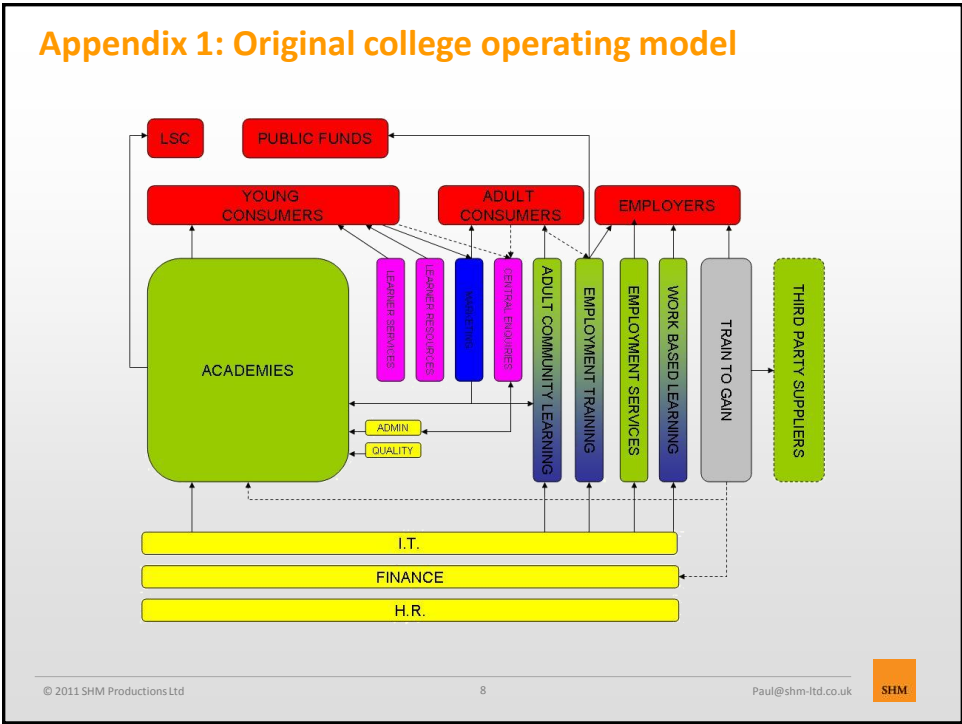 Appendix 1: Original college operating model
LSC
PUBLIC FUNDS
YOUNG
CONSUMERS
ADULT
CONSUMERS
EMPLOYERS
ACADEMIES
LEARNER SERVICES
LEARNER RESOURCES
MARKETING
CENTRAL ENQUIRIES
ADULT COMMUNITY LEARNING
EMPLOYMENT TRAINING
EMPLOYMENT SERVICES
WORK BASED LEARNING
TRAIN TO GAIN
THIRD PARTY SUPPLIERS
ADMIN
QUALITY
I.T.
FINANCE
H.R.
© 2011 SHM Productions Ltd
8
Paul@shm-ltd.co.uk
SHM